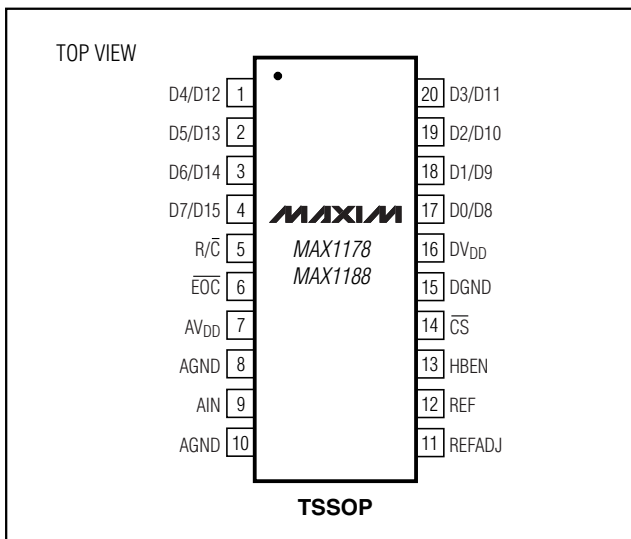 TOP VIEW
D4/D12 1 20 D3/D11
D5/D13 2 19 D2/D10
D6/D14 3 18 D1/D9
D7/D15 4 MAXIM 17 D0/D8
R/C̅ 5 MAX1178 16 DVDD
E̅O̅C̅ 6 MAX1188 15 DGND
AVDD 7 14 C̅S̅
AGND 8 13 HBEN
AIN 9 12 REF
AGND 10 11 REFADJ
TSSOP